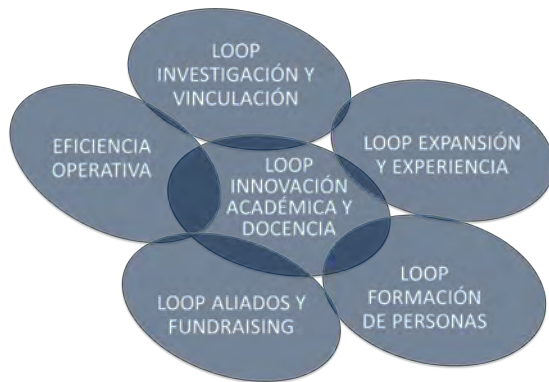 LOOP
INVESTIGACIÓN Y
VINCULACIÓN
EFICIENCIA
OPERATIVA
LOOP EXPANSIÓN
Y EXPERIENCIA
LOOP
INNOVACIÓN
ACADÉMICA Y
DOCENCIA
LOOP ALIADOS Y
FUNDRAISING
LOOP
FORMACIÓN
DE PERSONAS